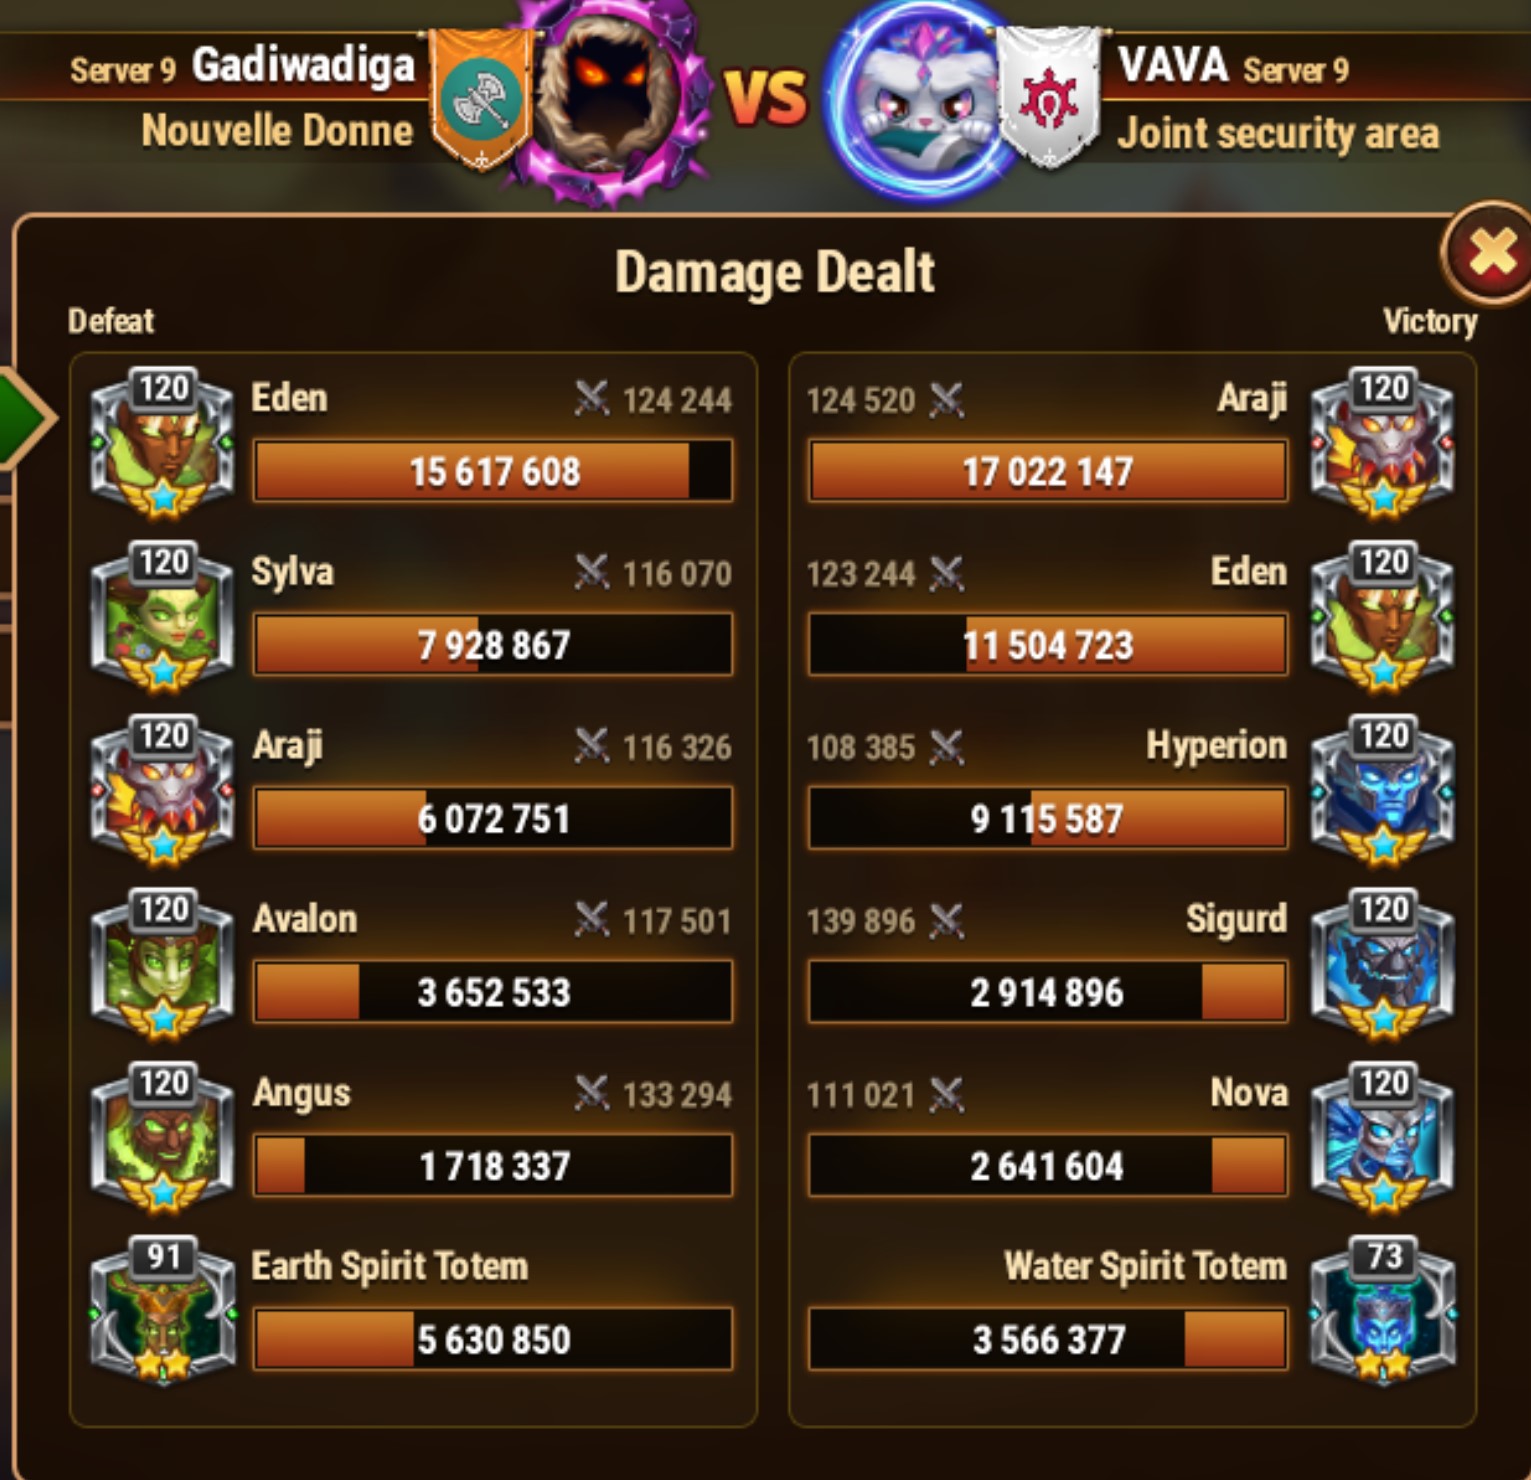 Server 9 Gadiwadiga
Nouvelle Donne
VS
VAVA Server 9
Joint security area
Damage Dealt
Defeat
Victory
120 Eden 124 244
15 617 608
120 Sylva 116 070
7 928 867
120 Araji 116 326
6 072 751
120 Avalon 117 501
3 652 533
120 Angus 133 294
1 718 337
91 Earth Spirit Totem
5 630 850
124 520 Araji 120
17 022 147
123 244 Eden 120
11 504 723
108 385 Hyperion 120
9 115 587
139 896 Sigurd 120
2 914 896
111 021 Nova 120
2 641 604
Water Spirit Totem 73
3 566 377